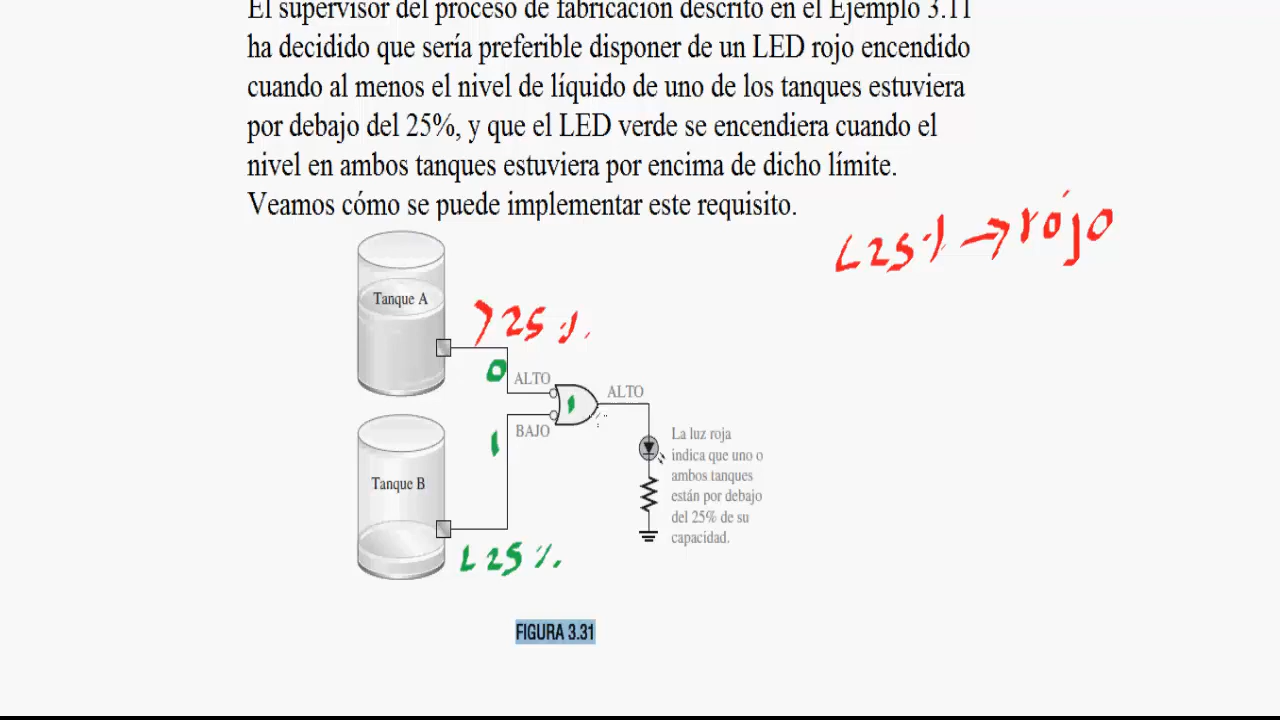 El supervisor del proceso de fabricación descrito en el Ejemplo 3.11
ha decidido que sería preferible disponer de un LED rojo encendido
cuando al menos el nivel de líquido de uno de los tanques estuviera
por debajo del 25%, y que el LED verde se encendiera cuando el
nivel en ambos tanques estuviera por encima de dicho límite.
Veamos cómo se puede implementar este requisito.
<25% → rojo
Tanque A
>25%
0
ALTO
1
ALTO
1
BAJO
La luz roja
indica que uno o
ambos tanques
están por debajo
del 25% de su
capacidad.
Tanque B
<25%
FIGURA 3.31